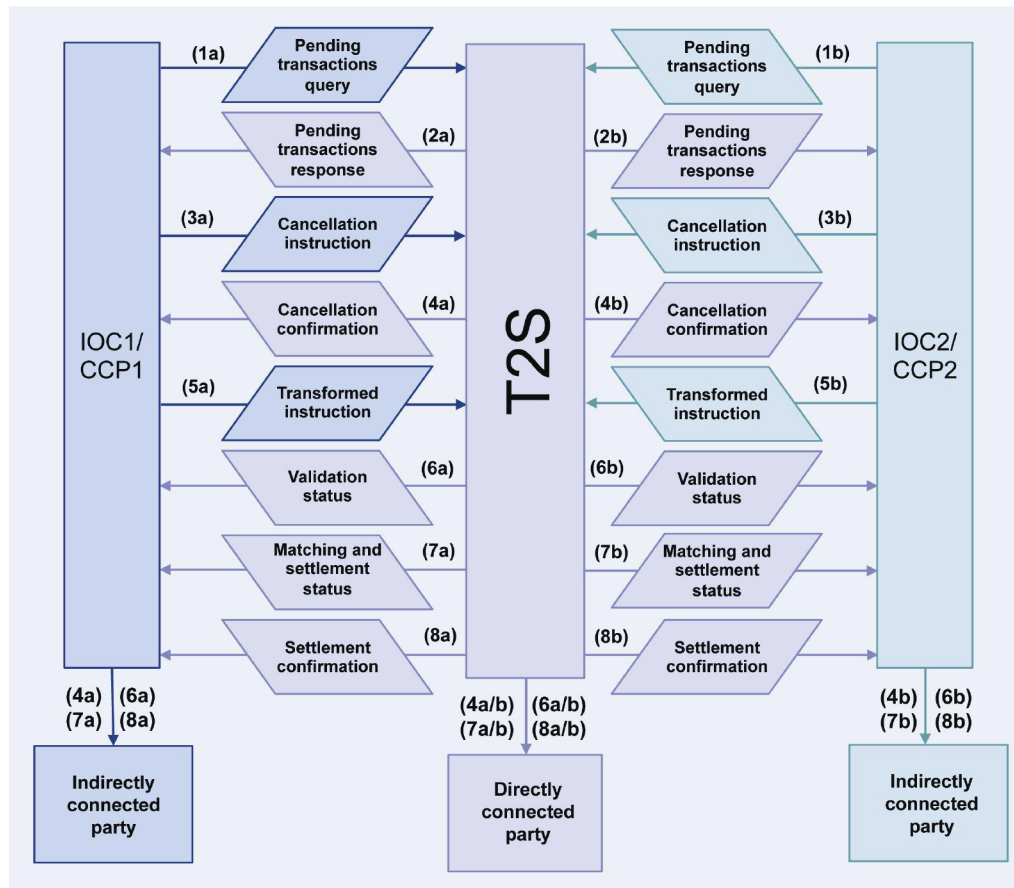 (1a)
Pending
transactions
query
Pending
transactions
query
(1b)
Pending
transactions
response
(2a)
(2b)
Pending
transactions
response
(3a)
Cancellation
instruction
Cancellation
instruction
(3b)
Cancellation
confirmation
(4a)
(4b)
Cancellation
confirmation
IOC1/
CCP1
T2S
IOC2/
CCP2
(5a)
Transformed
instruction
Transformed
instruction
(5b)
Validation
status
(6a)
(6b)
Validation
status
Matching and
settlement
status
(7a)
(7b)
Matching and
settlement
status
Settlement
confirmation
(8a)
(8b)
Settlement
confirmation
(4a) (6a)
(7a) (8a)
(4a/b) (6a/b)
(7a/b) (8a/b)
(4b) (6b)
(7b) (8b)
Indirectly
connected
party
Directly
connected
party
Indirectly
connected
party